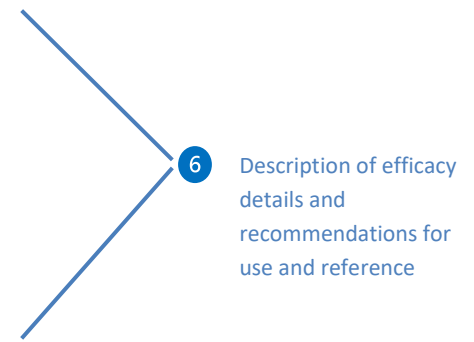 6
Description of efficacy
details and
recommendations for
use and reference